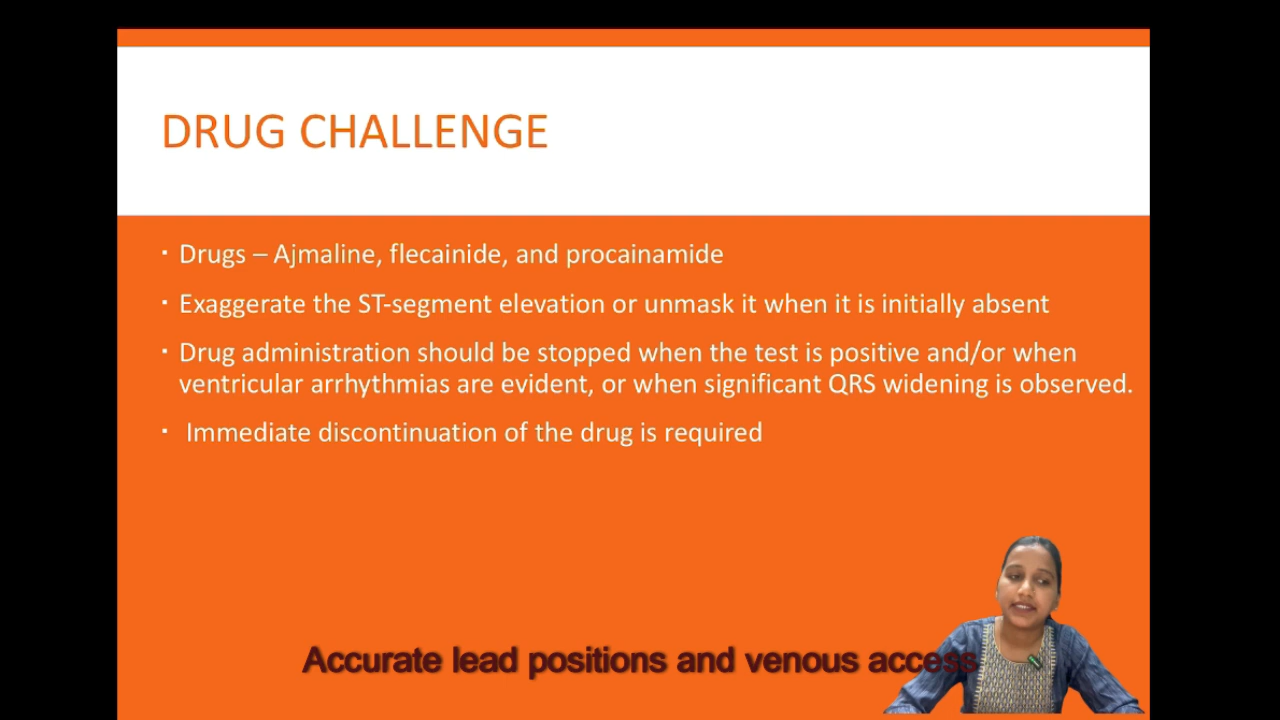 DRUG CHALLENGE
▪ Drugs – Ajmaline, flecainide, and procainamide
▪ Exaggerate the ST-segment elevation or unmask it when it is initially absent
▪ Drug administration should be stopped when the test is positive and/or when
ventricular arrhythmias are evident, or when significant QRS widening is observed.
▪ Immediate discontinuation of the drug is required
Accurate lead positions and venous access